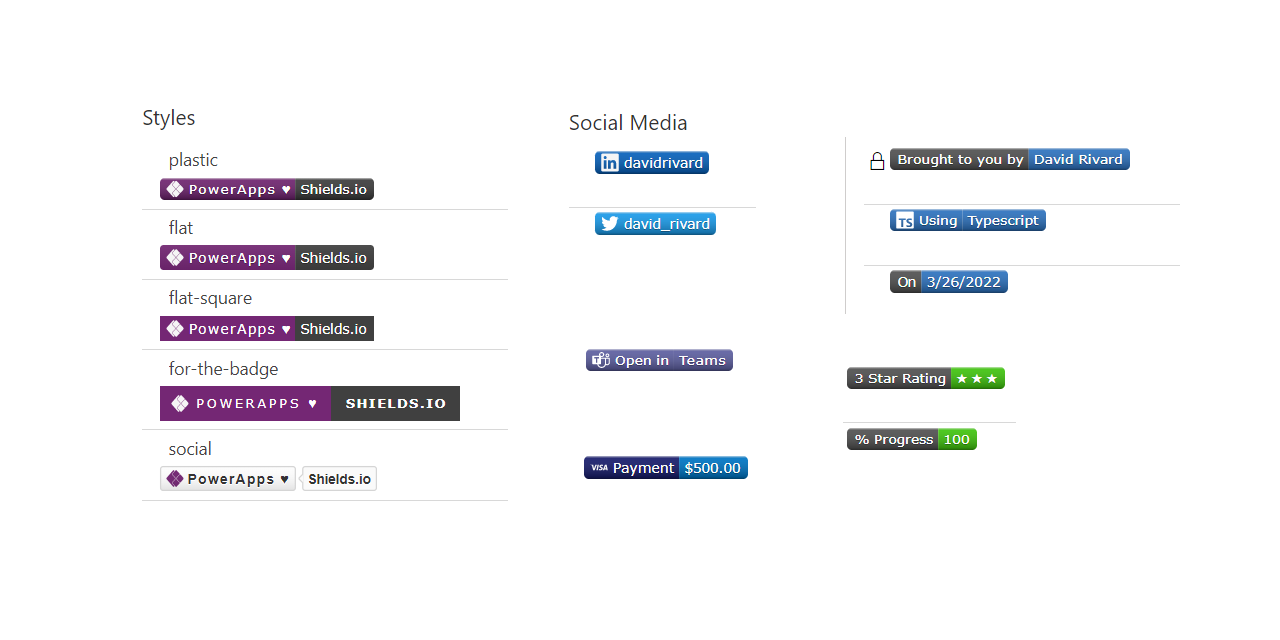 Styles
plastic
PowerApps ♥ Shields.io
flat
PowerApps ♥ Shields.io
flat-square
PowerApps ♥ Shields.io
for-the-badge
POWERAPPS ♥ SHIELDS.IO
social
PowerApps ♥ Shields.io
Social Media
in davidrivard
david_rivard
T Open in Teams
VISA Payment $500.00
Brought to you by David Rivard
TS Using Typescript
On 3/26/2022
3 Star Rating ★ ★ ★
% Progress 100